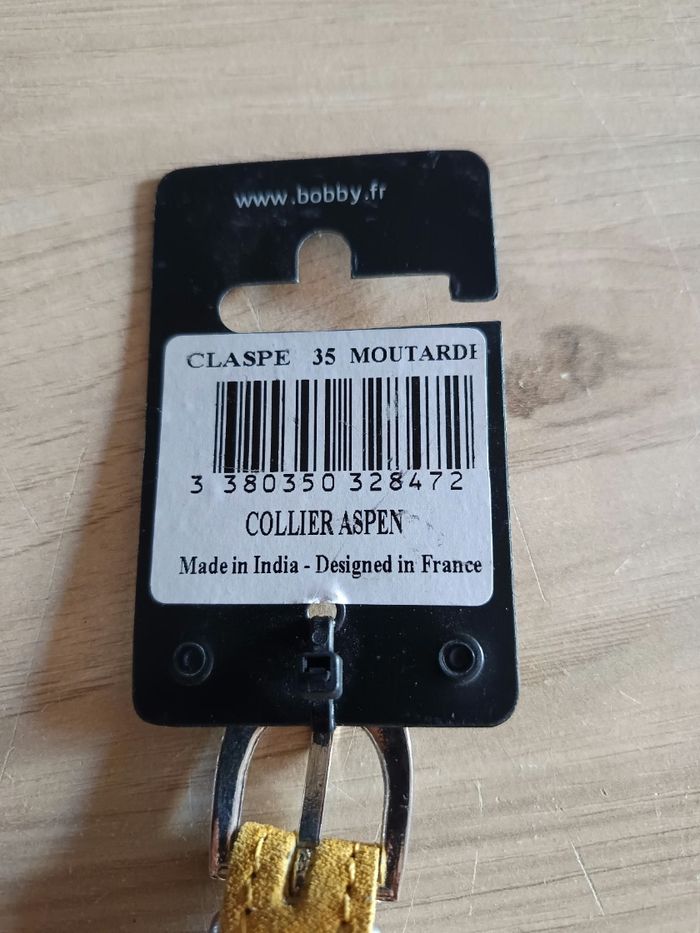 www.bobby.fr
CLASPE 35 MOUTARDE
3 380350 328472
COLLIER ASPEN
Made in India - Designed in France